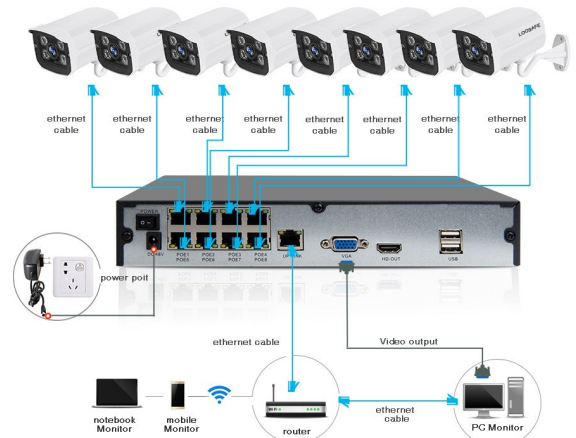 LOOSAFE
ethernet cable
ethernet cable
ethernet cable
ethernet cable
ethernet cable
ethernet cable
ethernet cable
ethernet cable
POWER
DC48V
POE1 POE2 POE3 POE4
POE5 POE6 POE7 POE8
VGA
HD-OUT
USB
power poit
ethernet cable
Video output
notebook Monitor
mobile Monitor
WiFi
router
ethernet cable
PC Monitor